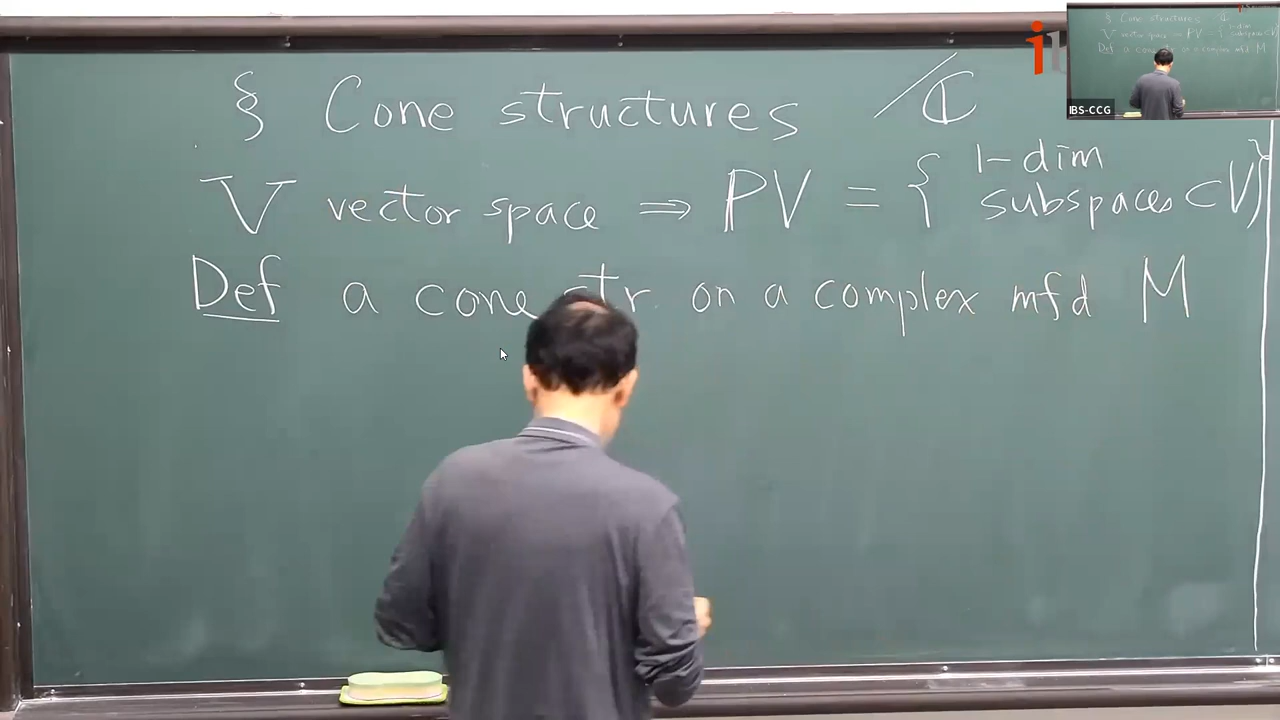 § Cone structures /ℂ
V vector space ⇒ PV = { 1-dim subspaces ⊂ V }
Def a cone str. on a complex mfd M
IBS-CCG